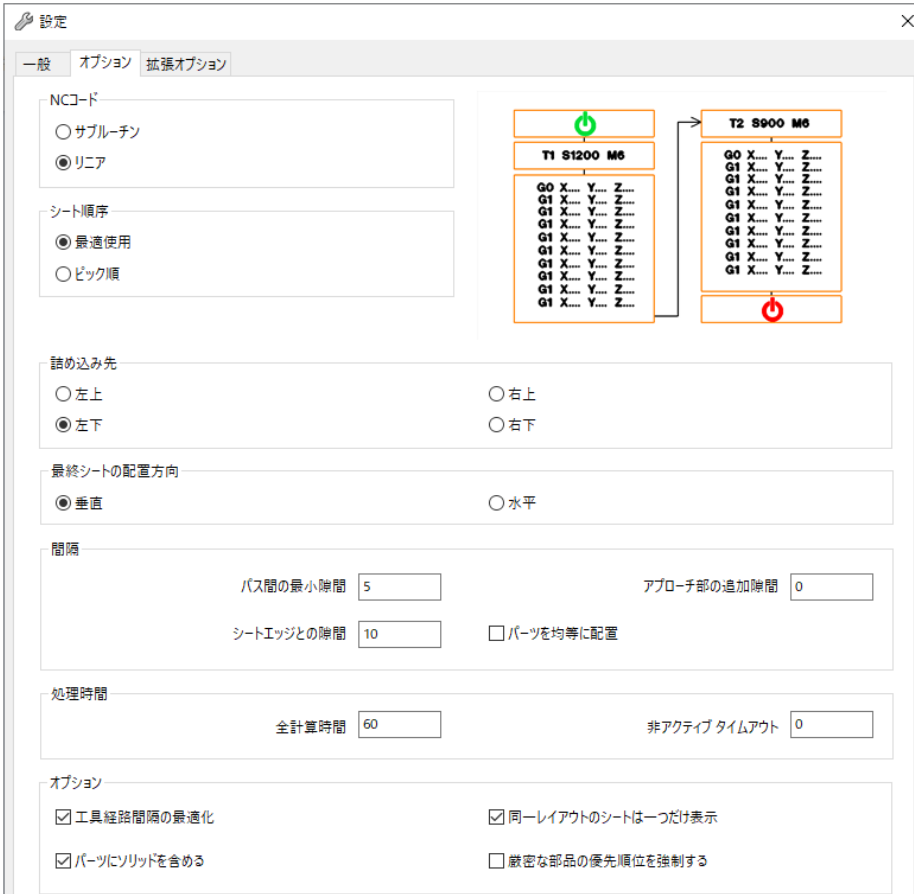 設定
一般 オプション 拡張オプション
NCコード
サブルーチン
リニア
シート順序
最適使用
ピック順
T1 S1200 M6
G0 X.... Y.... Z....
G1 X.... Y.... Z....
G1 X.... Y.... Z....
G1 X.... Y.... Z....
G1 X.... Y.... Z....
G1 X.... Y.... Z....
G1 X.... Y.... Z....
G1 X.... Y.... Z....
G1 X.... Y.... Z....
G1 X.... Y.... Z....
T2 S900 M6
G0 X.... Y.... Z....
G1 X.... Y.... Z....
G1 X.... Y.... Z....
G1 X.... Y.... Z....
G1 X.... Y.... Z....
G1 X.... Y.... Z....
G1 X.... Y.... Z....
G1 X.... Y.... Z....
G1 X.... Y.... Z....
G1 X.... Y.... Z....
詰め込み先
左上 右上
左下 右下
最終シートの配置方向
垂直 水平
間隔
パス間の最小隙間 5 アプローチ部の追加隙間 0
シートエッジとの隙間 10 パーツを均等に配置
処理時間
全計算時間 60 非アクティブ タイムアウト 0
オプション
工具経路間隔の最適化 同一レイアウトのシートは一つだけ表示
パーツにソリッドを含める 厳密な部品の優先順位を強制する